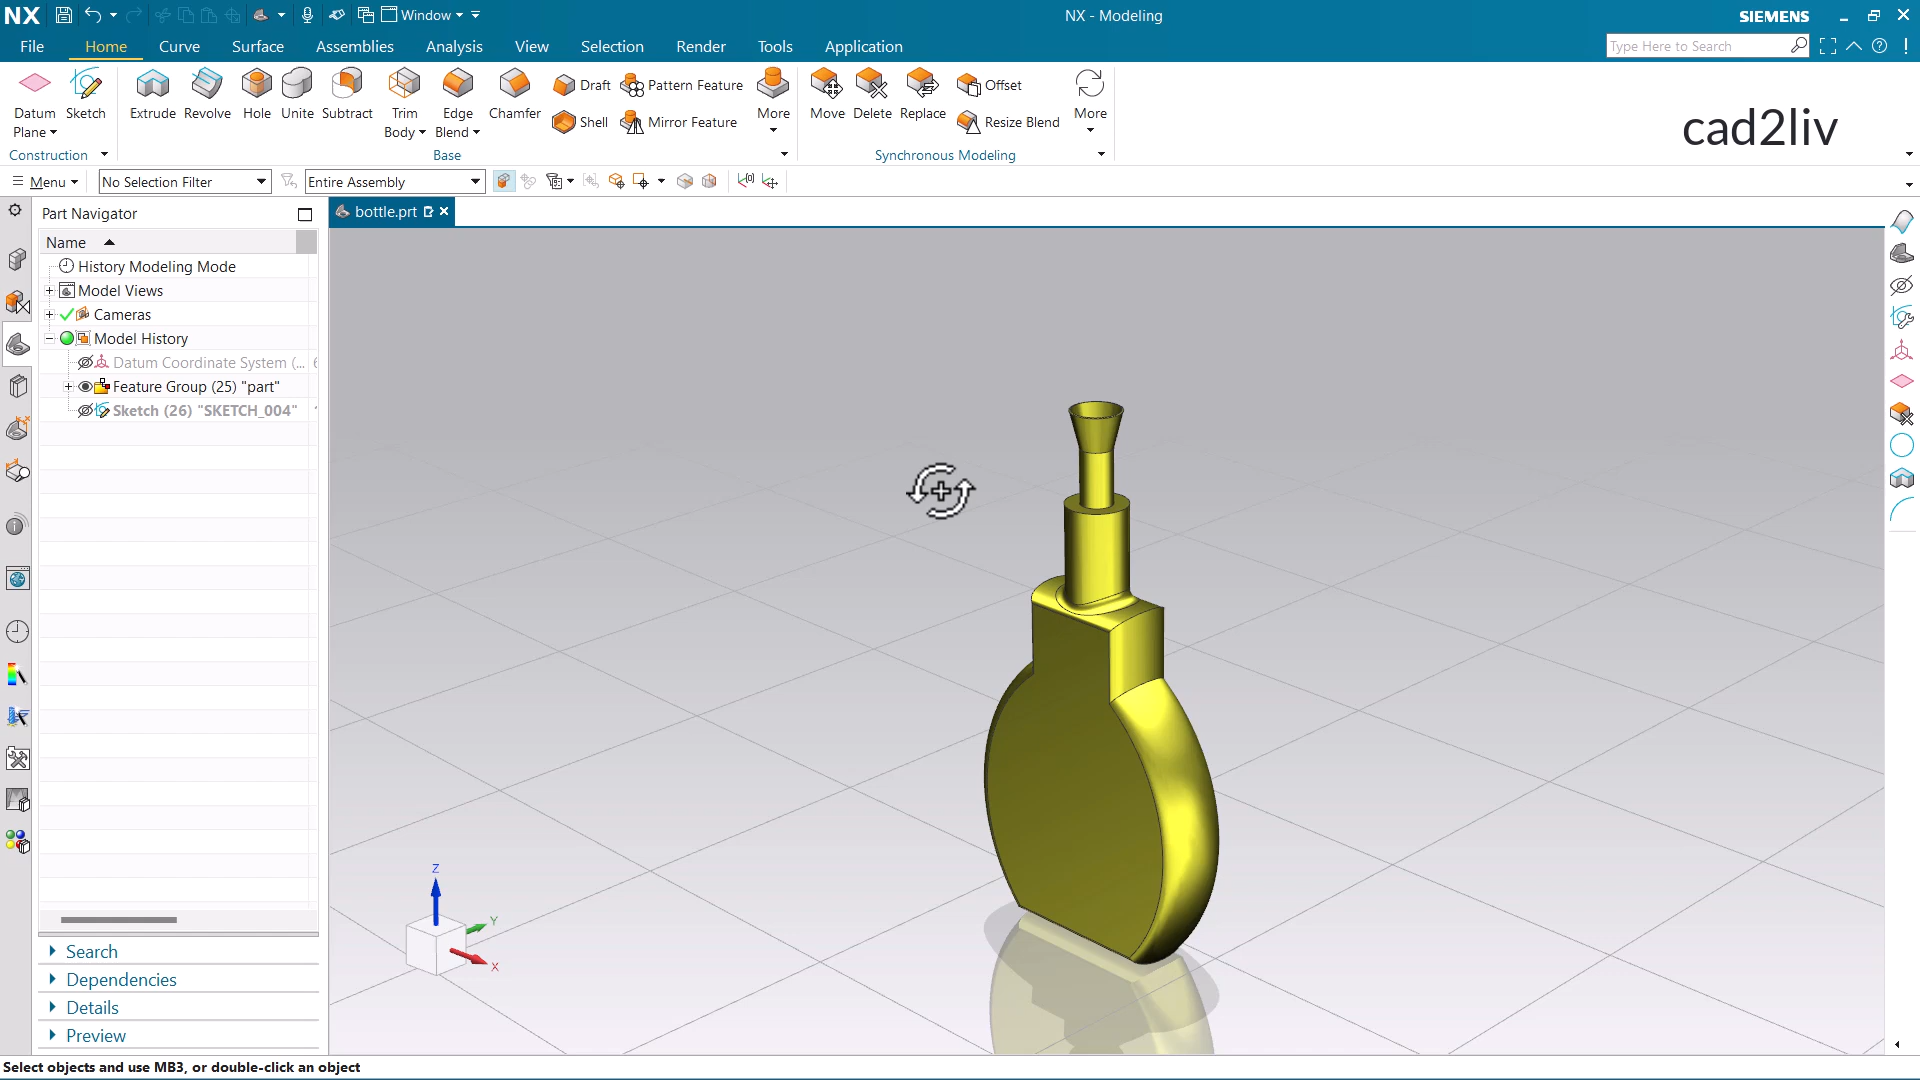 NX Window NX - Modeling SIEMENS
File Home Curve Surface Assemblies Analysis View Selection Render Tools Application Type Here to Search
Datum Plane Sketch Extrude Revolve Hole Unite Subtract Trim Body Edge Blend Chamfer Draft Shell Pattern Feature Mirror Feature More Move Delete Replace Offset Resize Blend More
cad2liv
Construction Base Synchronous Modeling
Menu No Selection Filter Entire Assembly
Part Navigator
bottle.prt
Name
History Modeling Mode
Model Views
Cameras
Model History
Datum Coordinate System (... 6
Feature Group (25) "part"
Sketch (26) "SKETCH_004"
Z
Y
X
Search
Dependencies
Details
Preview
Select objects and use MB3, or double-click an object